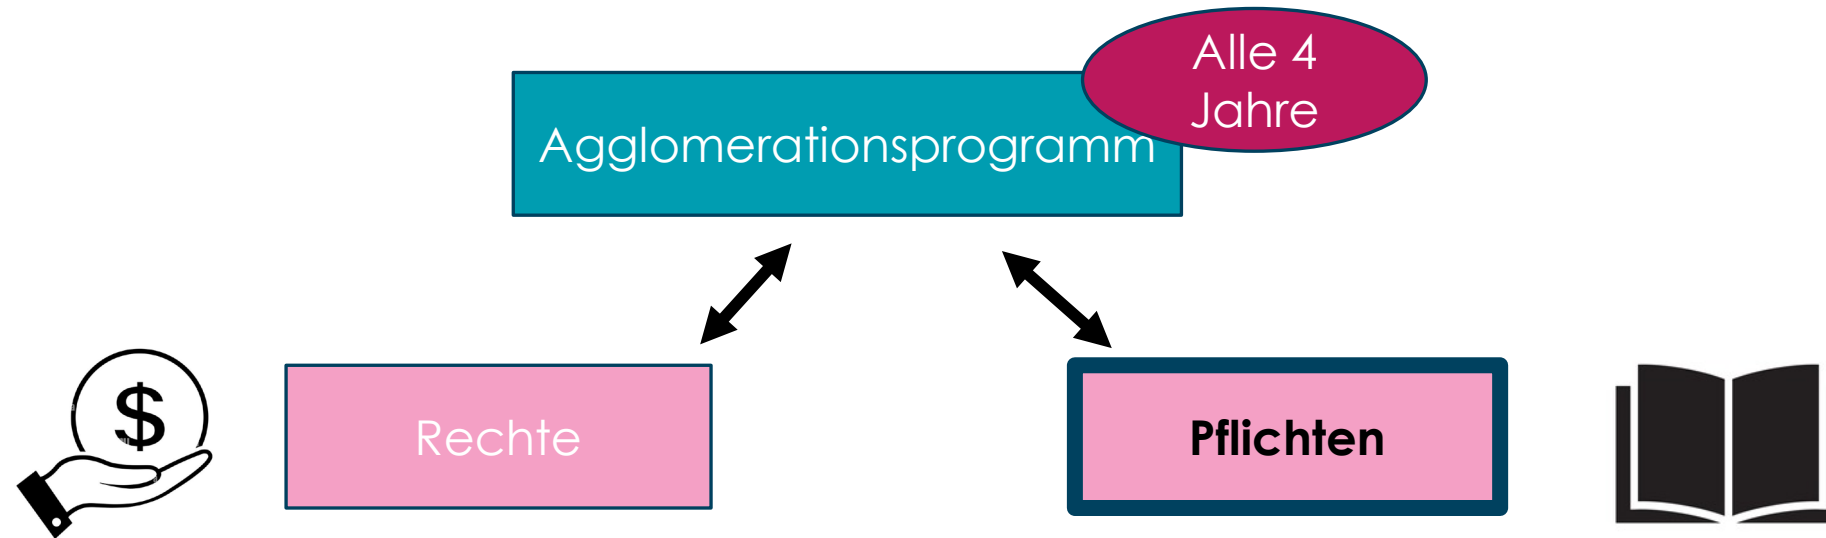 Alle 4
Jahre
Agglomerationsprogramm
$
Rechte
Pflichten